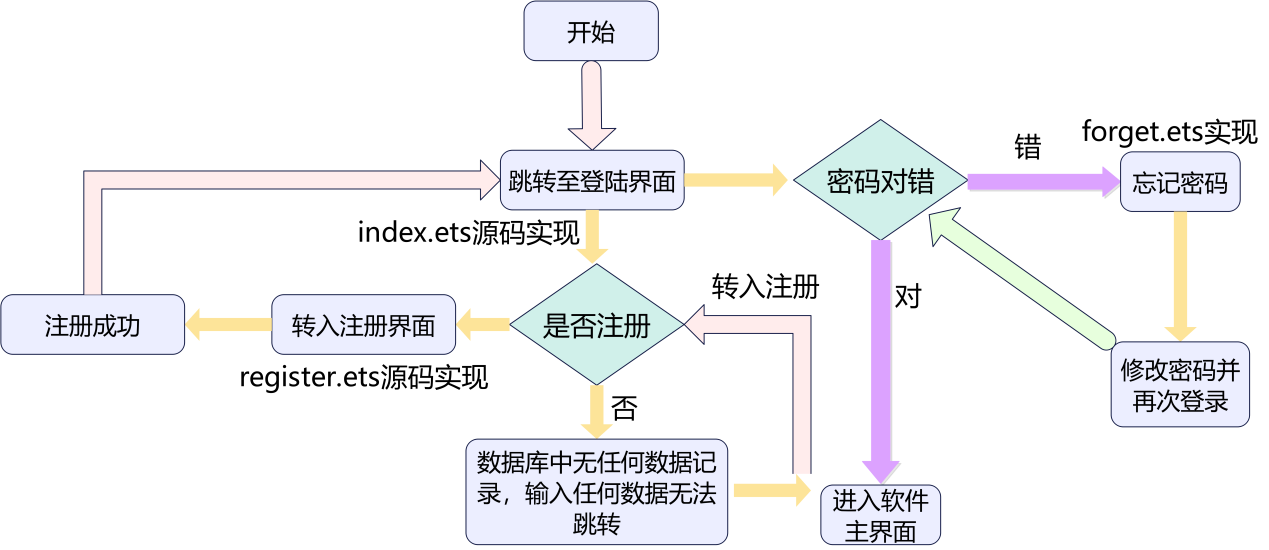 开始
跳转至登陆界面
密码对错
错
forget.ets实现
忘记密码
index.ets源码实现
转入注册
对
注册成功
转入注册界面
是否注册
register.ets源码实现
否
修改密码并
再次登录
数据库中无任何数据记
录，输入任何数据无法
跳转
进入软件
主界面